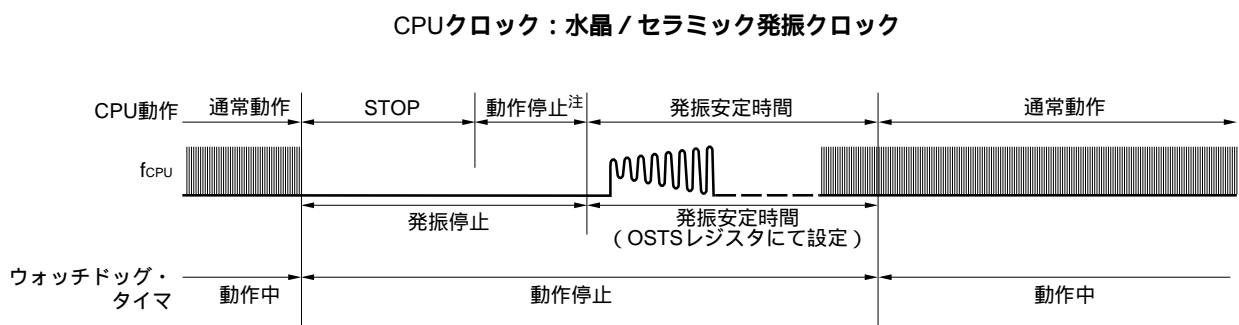 CPUクロック：水晶／セラミック発振クロック
CPU動作 通常動作 STOP 動作停止注 発振安定時間 通常動作
fCPU
発振停止 発振安定時間
（OSTSレジスタにて設定）
ウォッチドッグ・
タイマ 動作中 動作停止 動作中